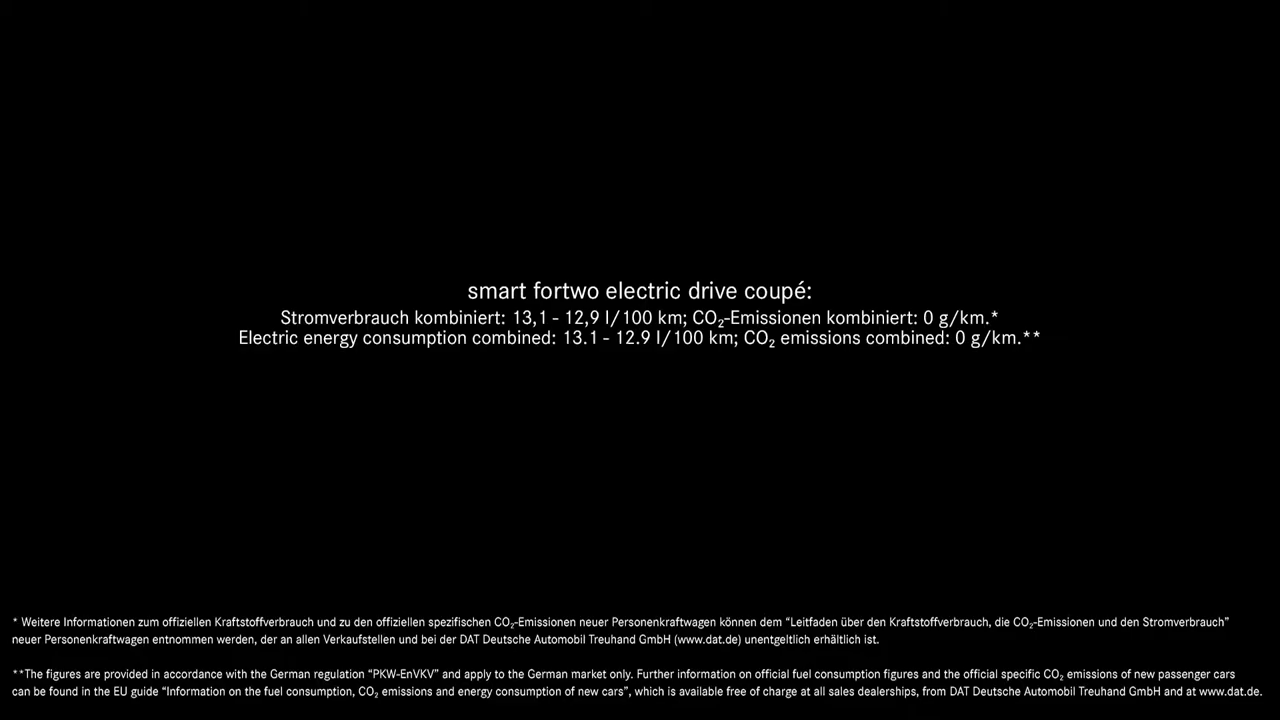 smart fortwo electric drive coupé:
Stromverbrauch kombiniert: 13,1 - 12,9 l/100 km; CO₂-Emissionen kombiniert: 0 g/km.*
Electric energy consumption combined: 13.1 - 12.9 l/100 km; CO₂ emissions combined: 0 g/km.**
* Weitere Informationen zum offiziellen Kraftstoffverbrauch und zu den offiziellen spezifischen CO₂-Emissionen neuer Personenkraftwagen können dem “Leitfaden über den Kraftstoffverbrauch, die CO₂-Emissionen und den Stromverbrauch”
neuer Personenkraftwagen entnommen werden, der an allen Verkaufstellen und bei der DAT Deutsche Automobil Treuhand GmbH (www.dat.de) unentgeltlich erhältlich ist.
**The figures are provided in accordance with the German regulation “PKW-EnVKV” and apply to the German market only. Further information on official fuel consumption figures and the official specific CO₂ emissions of new passenger cars
can be found in the EU guide “Information on the fuel consumption, CO₂ emissions and energy consumption of new cars”, which is available free of charge at all sales dealerships, from DAT Deutsche Automobil Treuhand GmbH and at www.dat.de.